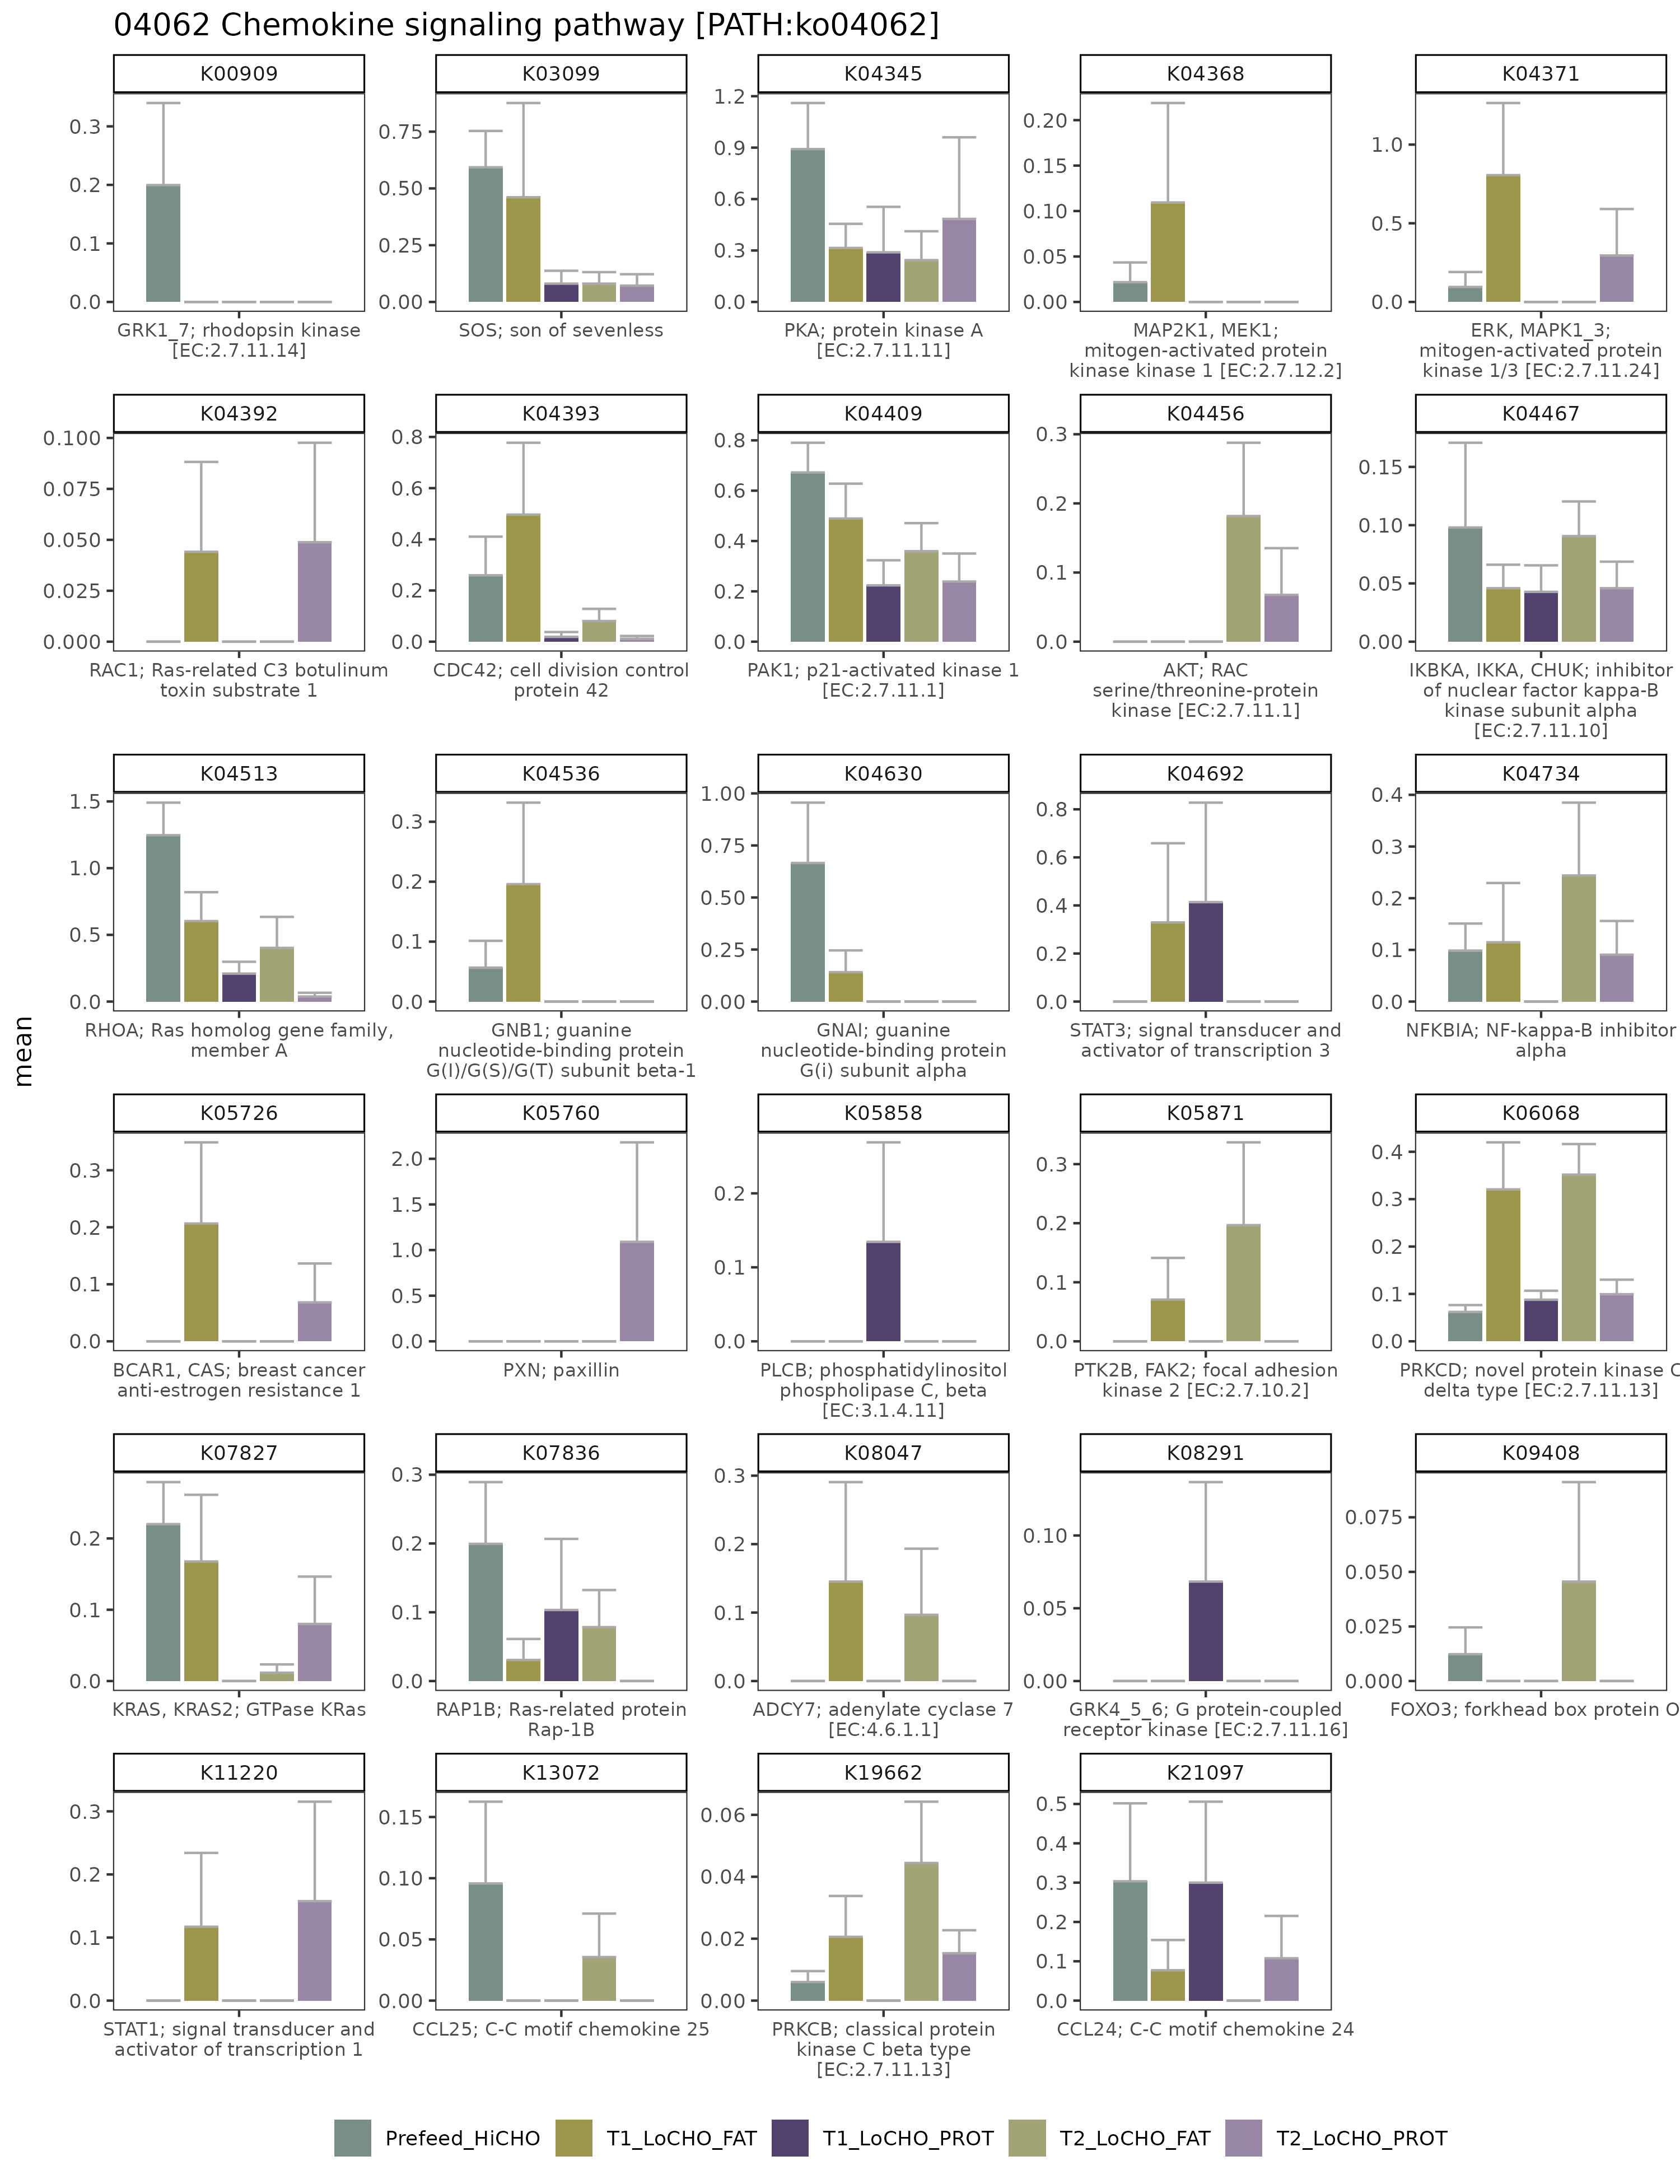 04062 Chemokine signaling pathway [PATH:ko04062]
mean
K00909
0.3
0.2
0.1
0.0
GRK1_7; rhodopsin kinase
[EC:2.7.11.14]
K03099
0.75
0.50
0.25
0.00
SOS; son of sevenless
K04345
1.2
0.9
0.6
0.3
0.0
PKA; protein kinase A
[EC:2.7.11.11]
K04368
0.20
0.15
0.10
0.05
0.00
MAP2K1, MEK1;
mitogen-activated protein
kinase kinase 1 [EC:2.7.12.2]
K04371
1.0
0.5
0.0
ERK, MAPK1_3;
mitogen-activated protein
kinase 1/3 [EC:2.7.11.24]
K04392
0.100
0.075
0.050
0.025
0.000
RAC1; Ras-related C3 botulinum
toxin substrate 1
K04393
0.8
0.6
0.4
0.2
0.0
CDC42; cell division control
protein 42
K04409
0.8
0.6
0.4
0.2
0.0
PAK1; p21-activated kinase 1
[EC:2.7.11.1]
K04456
0.3
0.2
0.1
0.0
AKT; RAC
serine/threonine-protein
kinase [EC:2.7.11.1]
K04467
0.15
0.10
0.05
0.00
IKBKA, IKKA, CHUK; inhibitor
of nuclear factor kappa-B
kinase subunit alpha
[EC:2.7.11.10]
K04513
1.5
1.0
0.5
0.0
RHOA; Ras homolog gene family,
member A
K04536
0.3
0.2
0.1
0.0
GNB1; guanine
nucleotide-binding protein
G(I)/G(S)/G(T) subunit beta-1
K04630
1.00
0.75
0.50
0.25
0.00
GNAI; guanine
nucleotide-binding protein
G(i) subunit alpha
K04692
0.8
0.6
0.4
0.2
0.0
STAT3; signal transducer and
activator of transcription 3
K04734
0.4
0.3
0.2
0.1
0.0
NFKBIA; NF-kappa-B inhibitor
alpha
K05726
0.3
0.2
0.1
0.0
BCAR1, CAS; breast cancer
anti-estrogen resistance 1
K05760
2.0
1.5
1.0
0.5
0.0
PXN; paxillin
K05858
0.2
0.1
0.0
PLCB; phosphatidylinositol
phospholipase C, beta
[EC:3.1.4.11]
K05871
0.3
0.2
0.1
0.0
PTK2B, FAK2; focal adhesion
kinase 2 [EC:2.7.10.2]
K06068
0.4
0.3
0.2
0.1
0.0
PRKCD; novel protein kinase C
delta type [EC:2.7.11.13]
K07827
0.2
0.1
0.0
KRAS, KRAS2; GTPase KRas
K07836
0.3
0.2
0.1
0.0
RAP1B; Ras-related protein
Rap-1B
K08047
0.3
0.2
0.1
0.0
ADCY7; adenylate cyclase 7
[EC:4.6.1.1]
K08291
0.10
0.05
0.00
GRK4_5_6; G protein-coupled
receptor kinase [EC:2.7.11.16]
K09408
0.075
0.050
0.025
0.000
FOXO3; forkhead box protein O
K11220
0.3
0.2
0.1
0.0
STAT1; signal transducer and
activator of transcription 1
K13072
0.15
0.10
0.05
0.00
CCL25; C-C motif chemokine 25
K19662
0.06
0.04
0.02
0.00
PRKCB; classical protein
kinase C beta type
[EC:2.7.11.13]
K21097
0.5
0.4
0.3
0.2
0.1
0.0
CCL24; C-C motif chemokine 24
Prefeed_HiCHO
T1_LoCHO_FAT
T1_LoCHO_PROT
T2_LoCHO_FAT
T2_LoCHO_PROT